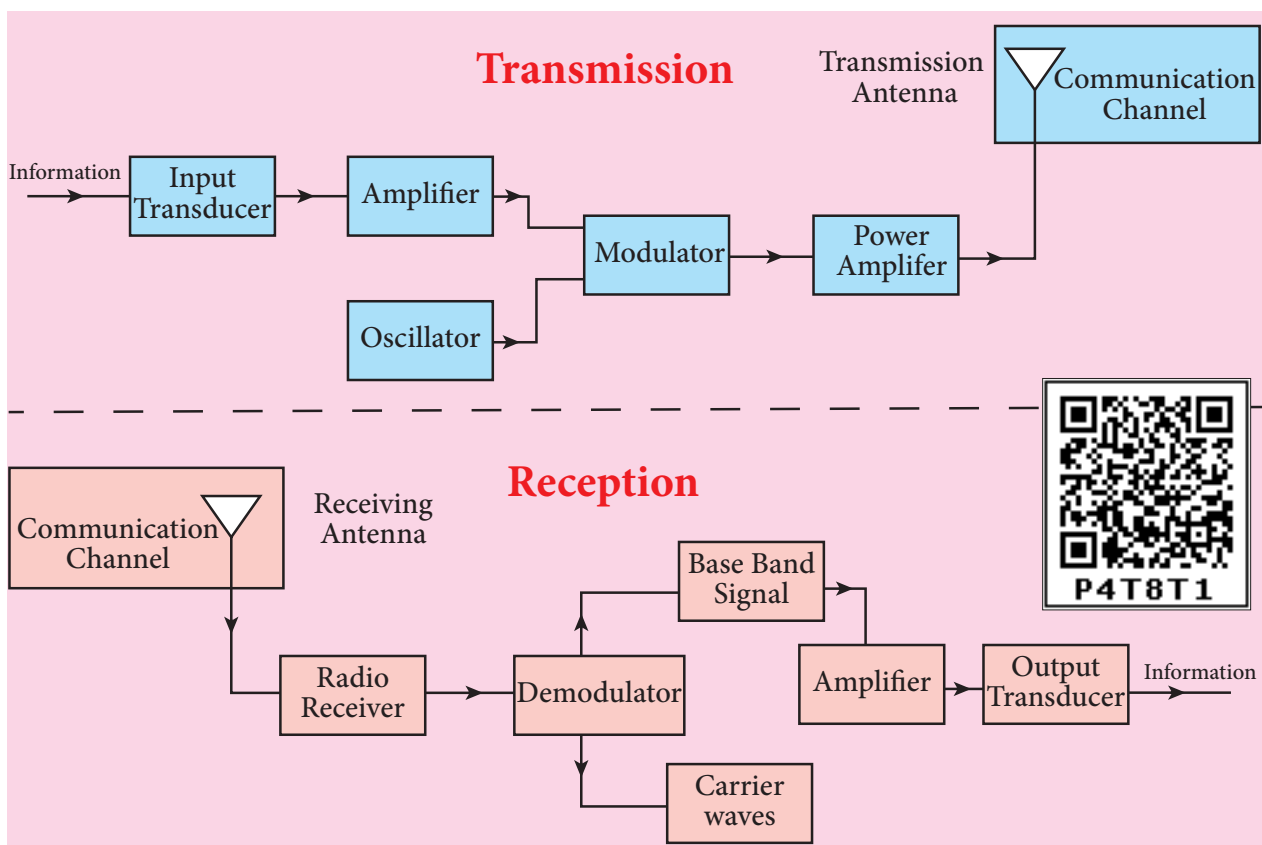 Transmission
Transmission
Antenna
Communication
Channel
Information
Input
Transducer
Amplifier
Modulator
Power
Amplifer
Oscillator
Reception
Communication
Channel
Receiving
Antenna
Base Band
Signal
P4T8T1
Radio
Receiver
Demodulator
Amplifier
Output
Transducer
Information
Carrier
waves